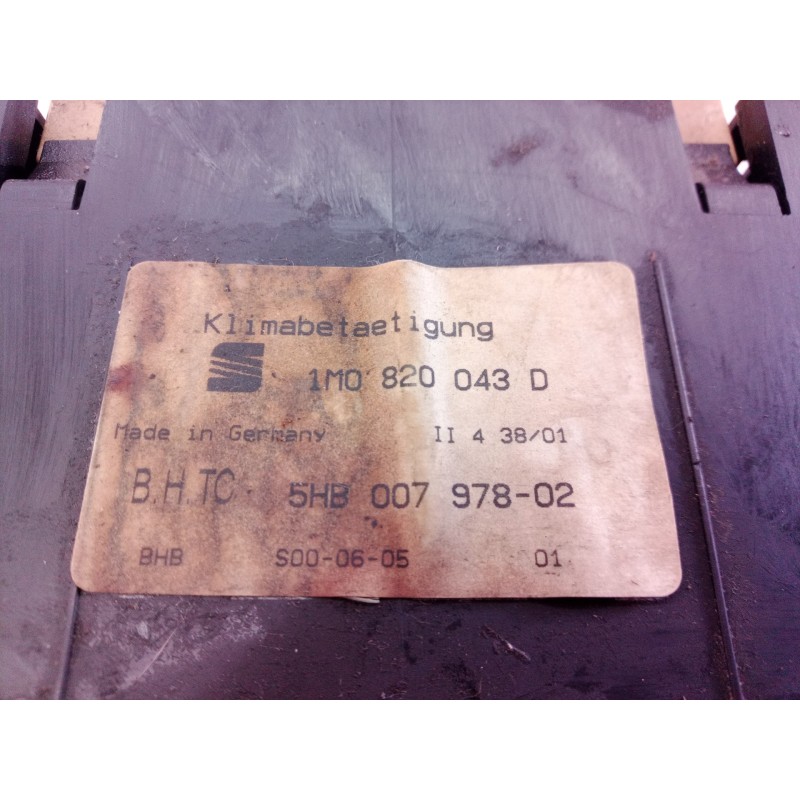 Klimabetaetigung
1M0 820 043 D
Made in Germany II 4 38/01
B.H.TC 5HB 007 978-02
BHB S00-06-05 01